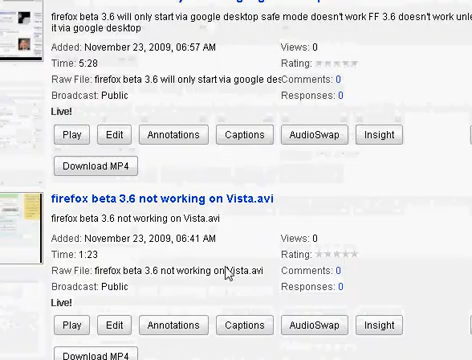 firefox beta 3.6 will only start via google desktop safe mode doesn't work FF 3.6 doesn't work unle
it via google desktop
Added: November 23, 2009, 06:57 AM
Views: 0
Time: 5:28
Rating:
Raw File: firefox beta 3.6 will only start via google des
Comments: 0
Broadcast: Public
Responses: 0
Live!
Play
Edit
Annotations
Captions
AudioSwap
Insight
Download MP4
firefox beta 3.6 not working on Vista.avi
firefox beta 3.6 not working on Vista.avi
Added: November 23, 2009, 06:41 AM
Views: 0
Time: 1:23
Rating:
Raw File: firefox beta 3.6 not working on Vista.avi
Comments: 0
Broadcast: Public
Responses: 0
Live!
Play
Edit
Annotations
Captions
AudioSwap
Insight
Download MP4